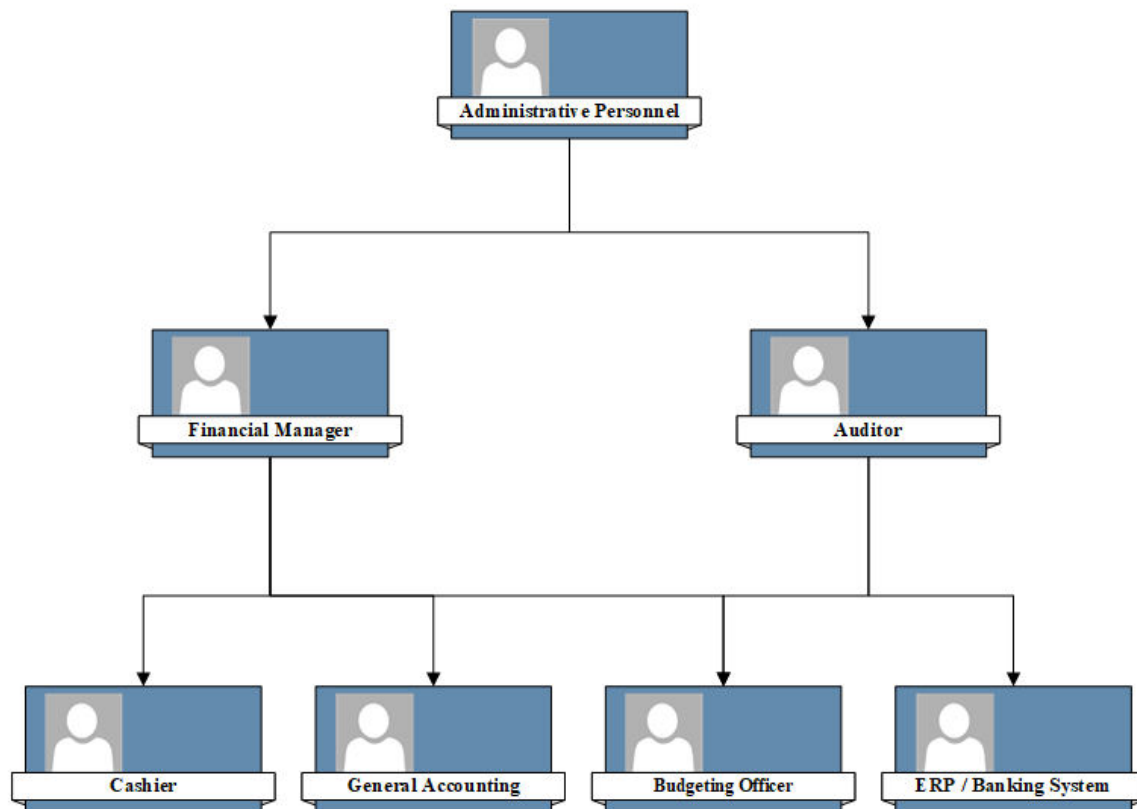 Administrative Personnel
Financial Manager
Auditor
Cashier
General Accounting
Budgeting Officer
ERP / Banking System